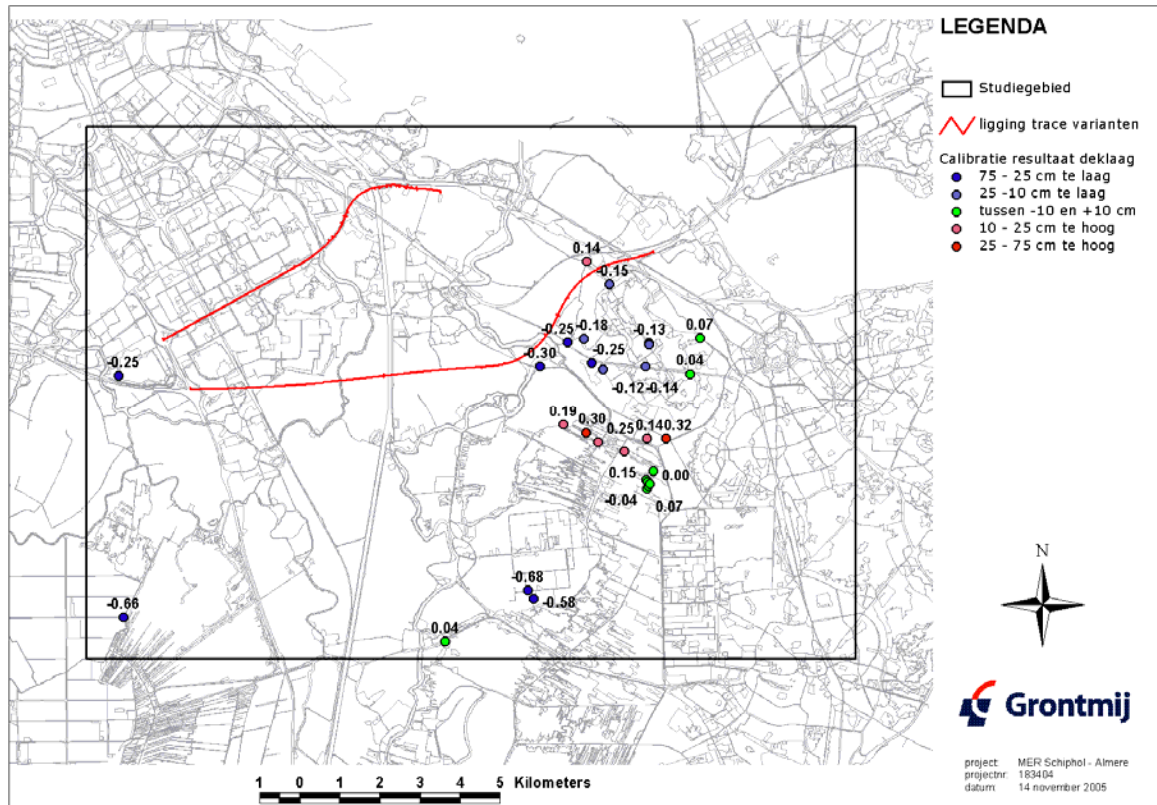 LEGENDA
Studiegebied
ligging trace varianten
Calibratie resultaat deklaag
75 - 25 cm te laag
25 -10 cm te laag
tussen -10 en +10 cm
10 - 25 cm te hoog
25 - 75 cm te hoog
0.14
-0.15
-0.25 -0.18 -0.13 0.07
-0.30 -0.25 0.04
-0.25
-0.12 -0.14
0.19 0.30 0.25 0.14 0.32
0.15 0.00
-0.04 0.07
-0.68
-0.58
-0.66
0.04
N
Grontmij
1 0 1 2 3 4 5 Kilometers
project: MER Schiphol - Almere
projectnr: 183404
datum: 14 november 2005